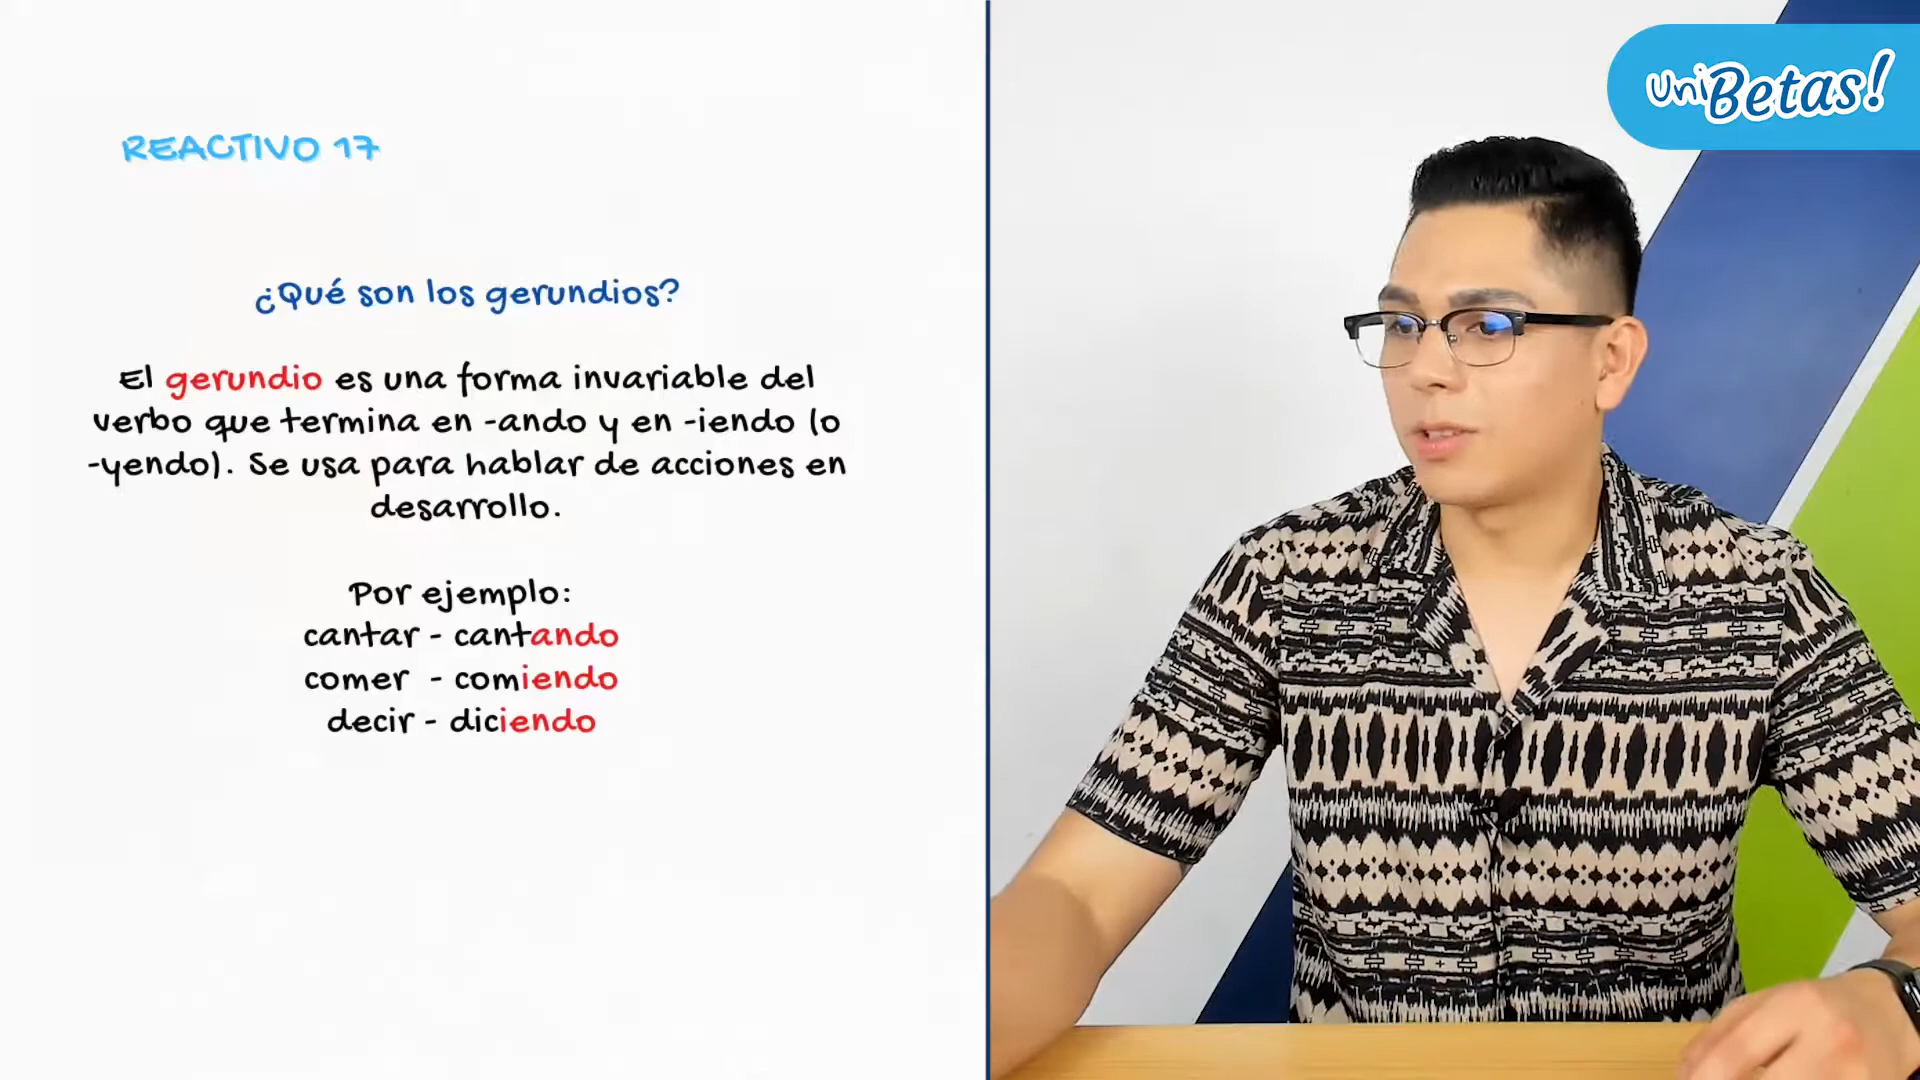 REACTIVO 17
¿Qué son los gerundios?
El gerundio es una forma invariable del
verbo que termina en -ando y en -iendo (o
-yendo). Se usa para hablar de acciones en
desarrollo.
Por ejemplo:
cantar - cantando
comer - comiendo
decir - diciendo
uniBetas!